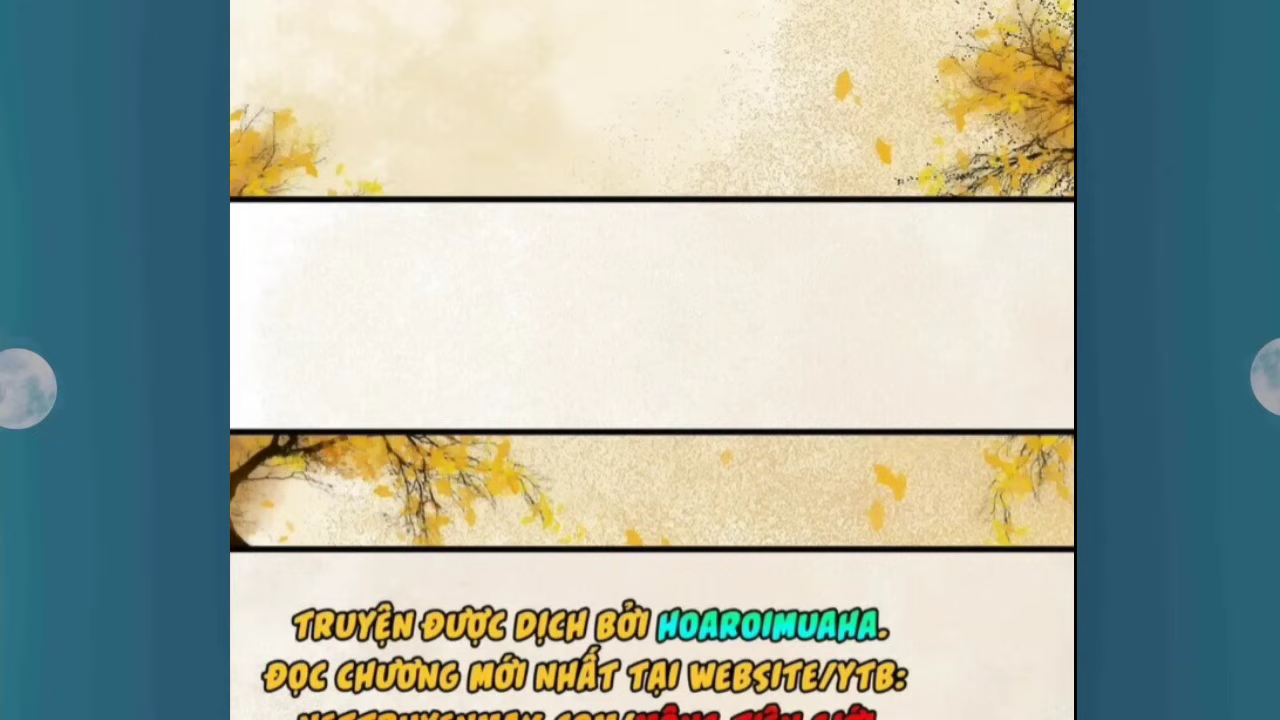 TRUYỆN ĐƯỢC DỊCH BỞI HOAROIMUAHA.
ĐỌC CHƯƠNG MỚI NHẤT TẠI WEBSITE/YTB: